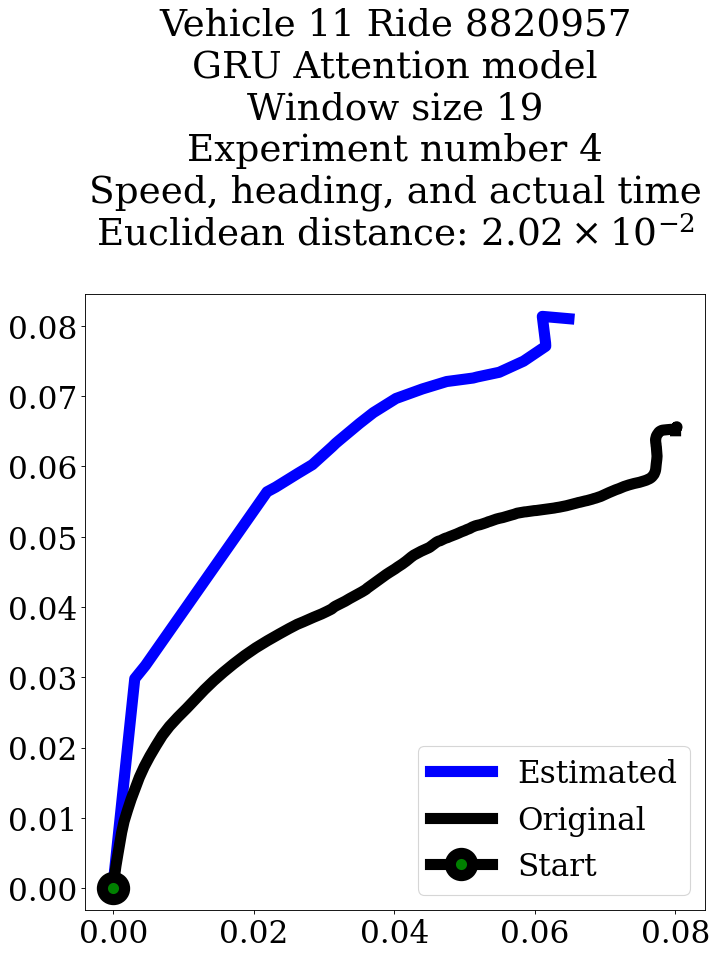 Vehicle 11 Ride 8820957
GRU Attention model
Window size 19
Experiment number 4
Speed, heading, and actual time
Euclidean distance: 2.02 × 10⁻²
0.08
0.07
0.06
0.05
0.04
0.03
0.02
0.01
0.00
Estimated
Original
Start
0.00 0.02 0.04 0.06 0.08